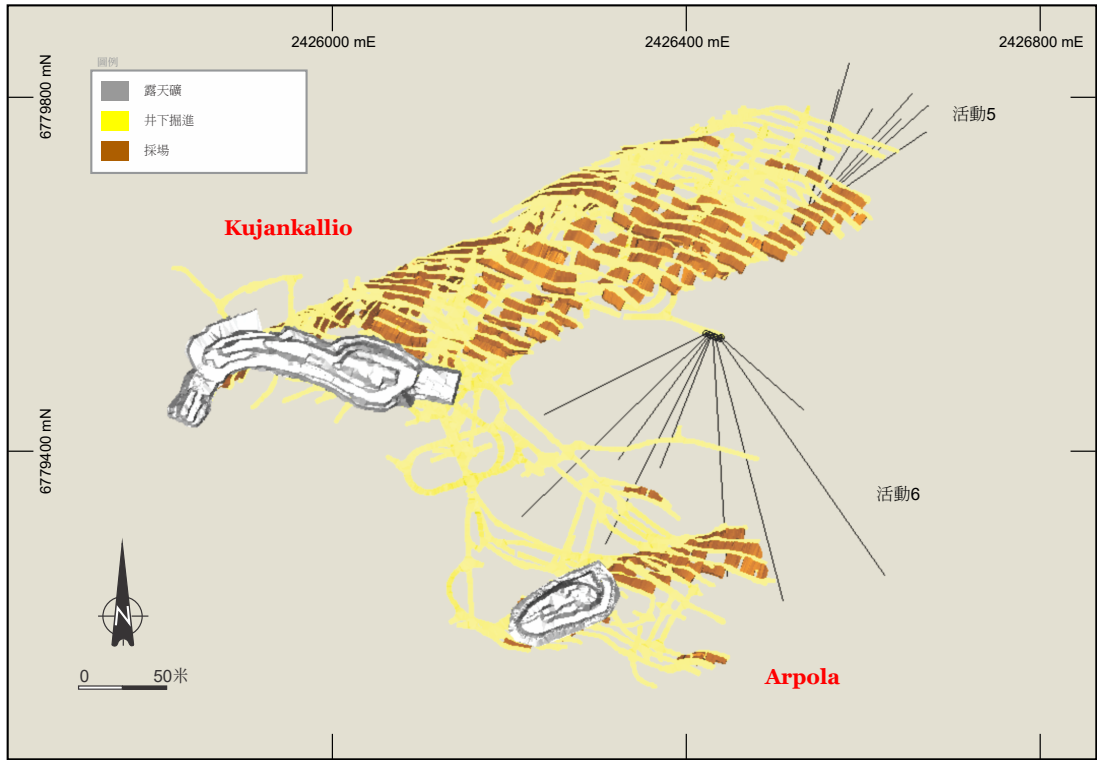 2426000 mE
2426400 mE
2426800 mE
圖例
露天礦
井下掘進
採場
6779800 mN
活動5
Kujankallio
6779400 mN
活動6
N
0 50米
Arpola